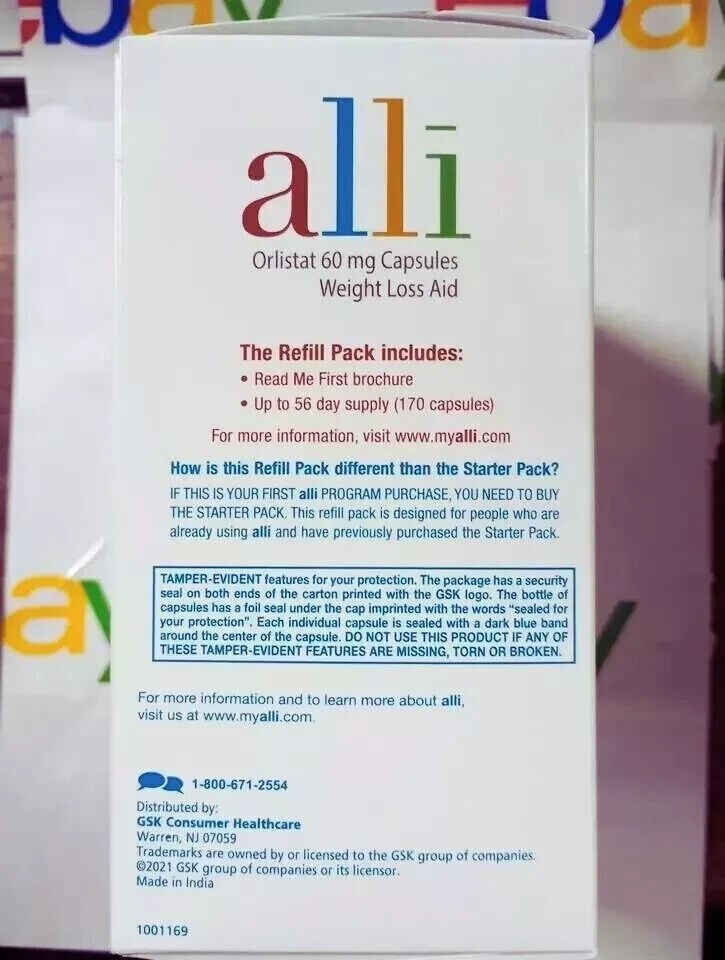 ebay
ebay
alli
Orlistat 60 mg Capsules
Weight Loss Aid
The Refill Pack includes:
• Read Me First brochure
• Up to 56 day supply (170 capsules)
For more information, visit www.myalli.com
How is this Refill Pack different than the Starter Pack?
IF THIS IS YOUR FIRST alli PROGRAM PURCHASE, YOU NEED TO BUY
THE STARTER PACK. This refill pack is designed for people who are
already using alli and have previously purchased the Starter Pack.
TAMPER-EVIDENT features for your protection. The package has a security
seal on both ends of the carton printed with the GSK logo. The bottle of
capsules has a foil seal under the cap imprinted with the words “sealed for
your protection”. Each individual capsule is sealed with a dark blue band
around the center of the capsule. DO NOT USE THIS PRODUCT IF ANY OF
THESE TAMPER-EVIDENT FEATURES ARE MISSING, TORN OR BROKEN.
ay
For more information and to learn more about alli,
visit us at www.myalli.com.
1-800-671-2554
Distributed by:
GSK Consumer Healthcare
Warren, NJ 07059
Trademarks are owned by or licensed to the GSK group of companies.
©2021 GSK group of companies or its licensor.
Made in India
1001169